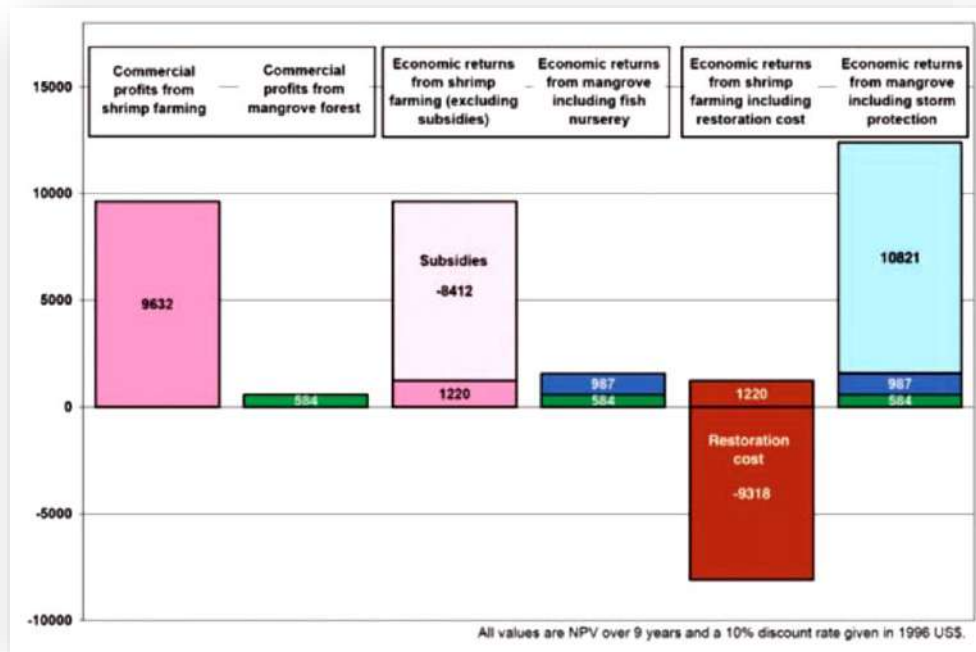 Commercial
profits from
shrimp farming
Commercial
profits from
mangrove forest
Economic returns
from shrimp
farming (excluding
subsidies)
Economic returns
from mangrove
including fish
nurserey
Economic returns
from shrimp
farming including
restoration cost
Economic returns
from mangrove
including storm
protection
15000
10000
5000
0
-5000
-10000
9632
584
Subsidies
-8412
1220
987
584
1220
Restoration
cost
-9318
10821
987
584
All values are NPV over 9 years and a 10% discount rate given in 1996 US$.